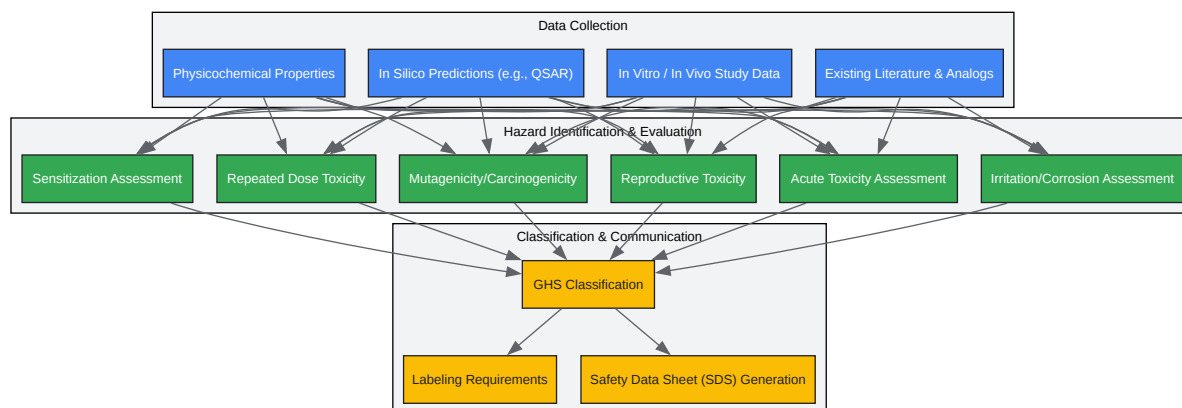 Data Collection
Physicochemical Properties
In Silico Predictions (e.g., QSAR)
In Vitro / In Vivo Study Data
Existing Literature & Analogs
Hazard Identification & Evaluation
Sensitization Assessment
Repeated Dose Toxicity
Mutagenicity/Carcinogenicity
Reproductive Toxicity
Acute Toxicity Assessment
Irritation/Corrosion Assessment
Classification & Communication
GHS Classification
Labeling Requirements
Safety Data Sheet (SDS) Generation